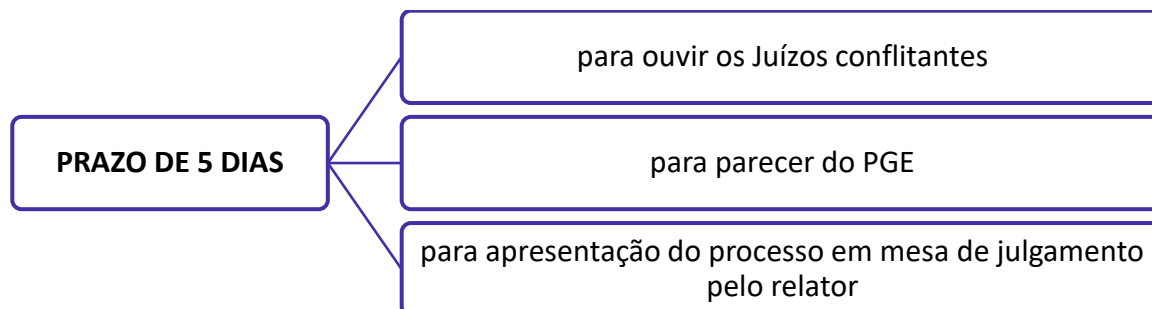 para ouvir os Juízos conflitantes
PRAZO DE 5 DIAS
para parecer do PGE
para apresentação do processo em mesa de julgamento
pelo relator